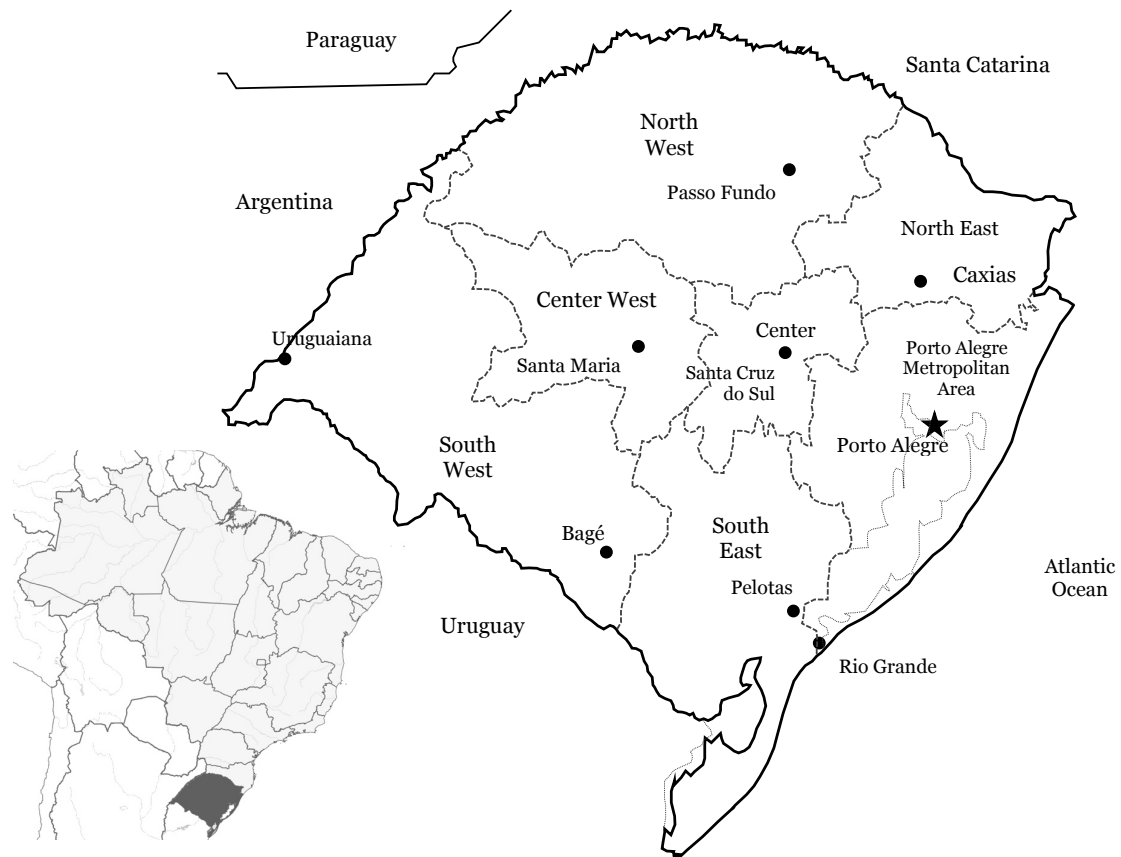 Paraguay
Santa Catarina
North
West
Passo Fundo
Argentina
North East
Caxias
Center West
Uruguaiana
Center
Santa Maria
Santa Cruz
do Sul
Porto Alegre
Metropolitan
Area
Porto Alegre
South
West
Bagé
South
East
Pelotas
Atlantic
Ocean
Uruguay
Rio Grande